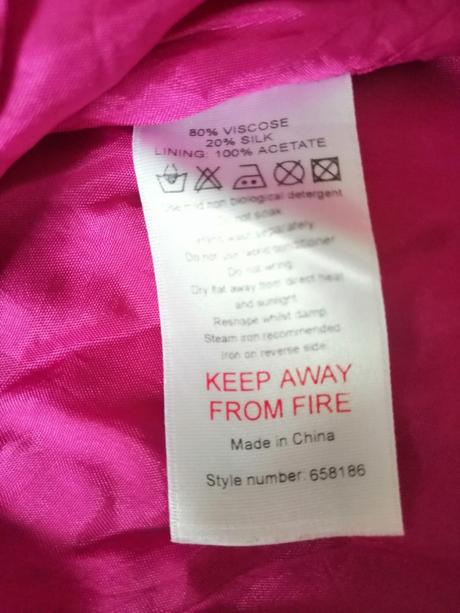 80% VISCOSE
20% SILK
LINING: 100% ACETATE
Use mild non biological detergent
Do not soak
Hand wash separately
Do not use fabric conditioner
Do not wring
Dry flat away from direct heat
and sunlight
Reshape whilst damp
Steam iron recommended
Iron on reverse side
KEEP AWAY
FROM FIRE
Made in China
Style number: 658186